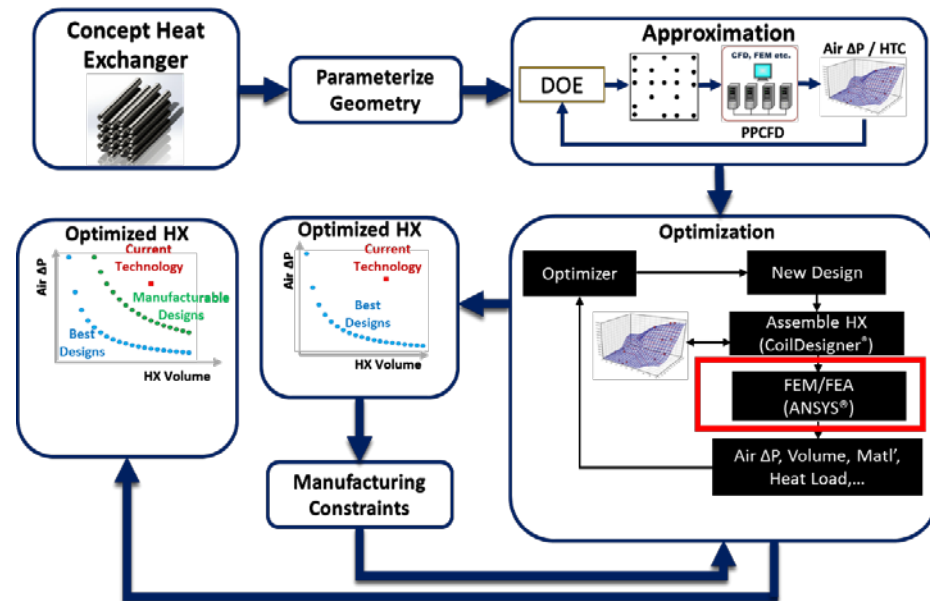 Concept Heat
Exchanger
Parameterize
Geometry
Approximation
DOE
CFD, FEM etc.
PPCFD
Air ΔP / HTC
Optimized HX
Current
Technology
Manufacturable
Designs
Best
Designs
Air ΔP
HX Volume
Optimized HX
Current
Technology
Best
Designs
Air ΔP
HX Volume
Manufacturing
Constraints
Optimization
Optimizer
New Design
Assemble HX
(CoilDesigner®)
FEM/FEA
(ANSYS®)
Air ΔP, Volume, Matl’,
Heat Load,...